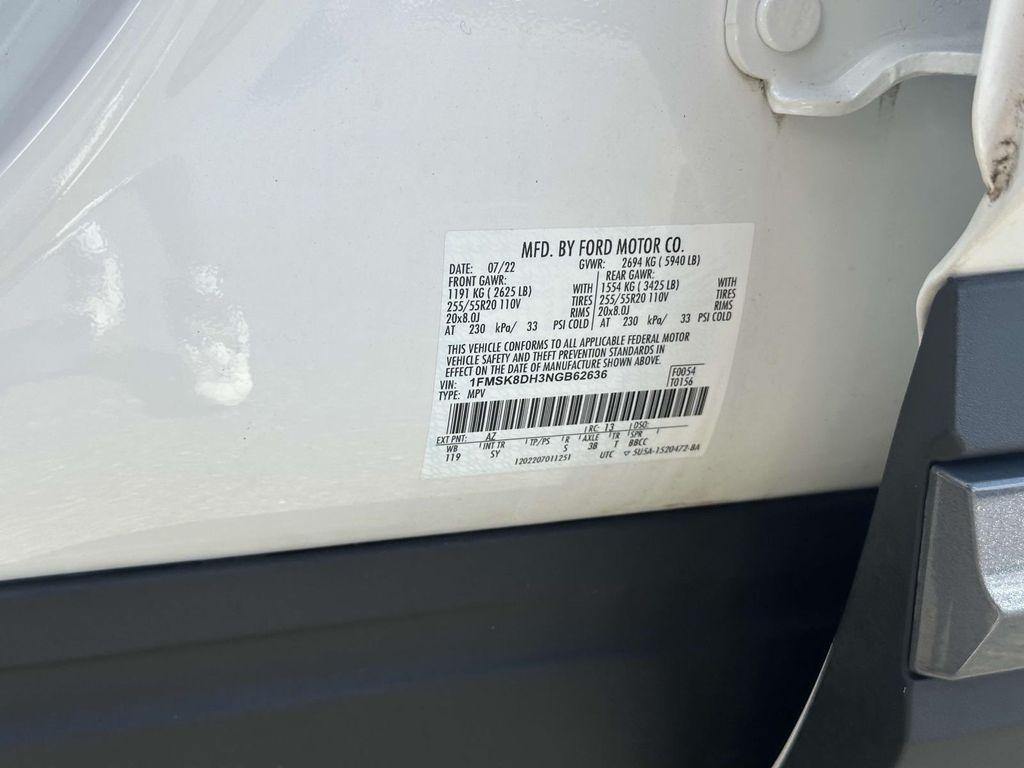 MFD. BY FORD MOTOR CO.
DATE: 07/22 GVWR: 2694 KG ( 5940 LB)
FRONT GAWR: REAR GAWR:
1191 KG ( 2625 LB) WITH 1554 KG ( 3425 LB) WITH
255/55R20 110V TIRES 255/55R20 110V TIRES
20x8.0J RIMS 20x8.0J RIMS
AT 230 kPa/ 33 PSI COLD AT 230 kPa/ 33 PSI COLD
THIS VEHICLE CONFORMS TO ALL APPLICABLE FEDERAL MOTOR
VEHICLE SAFETY AND THEFT PREVENTION STANDARDS IN
EFFECT ON THE DATE OF MANUFACTURE SHOWN ABOVE.
VIN: 1FMSK8DH3NGB62636 F0054
TYPE: MPV T0156
EXT PNT: AZ RC: 13 DSO:
WB INT TR TP/PS R AXLE TR SPR
119 5Y S 3B T BBCC
1202207011251 UTC ▽ 5U5A-1520472-BA